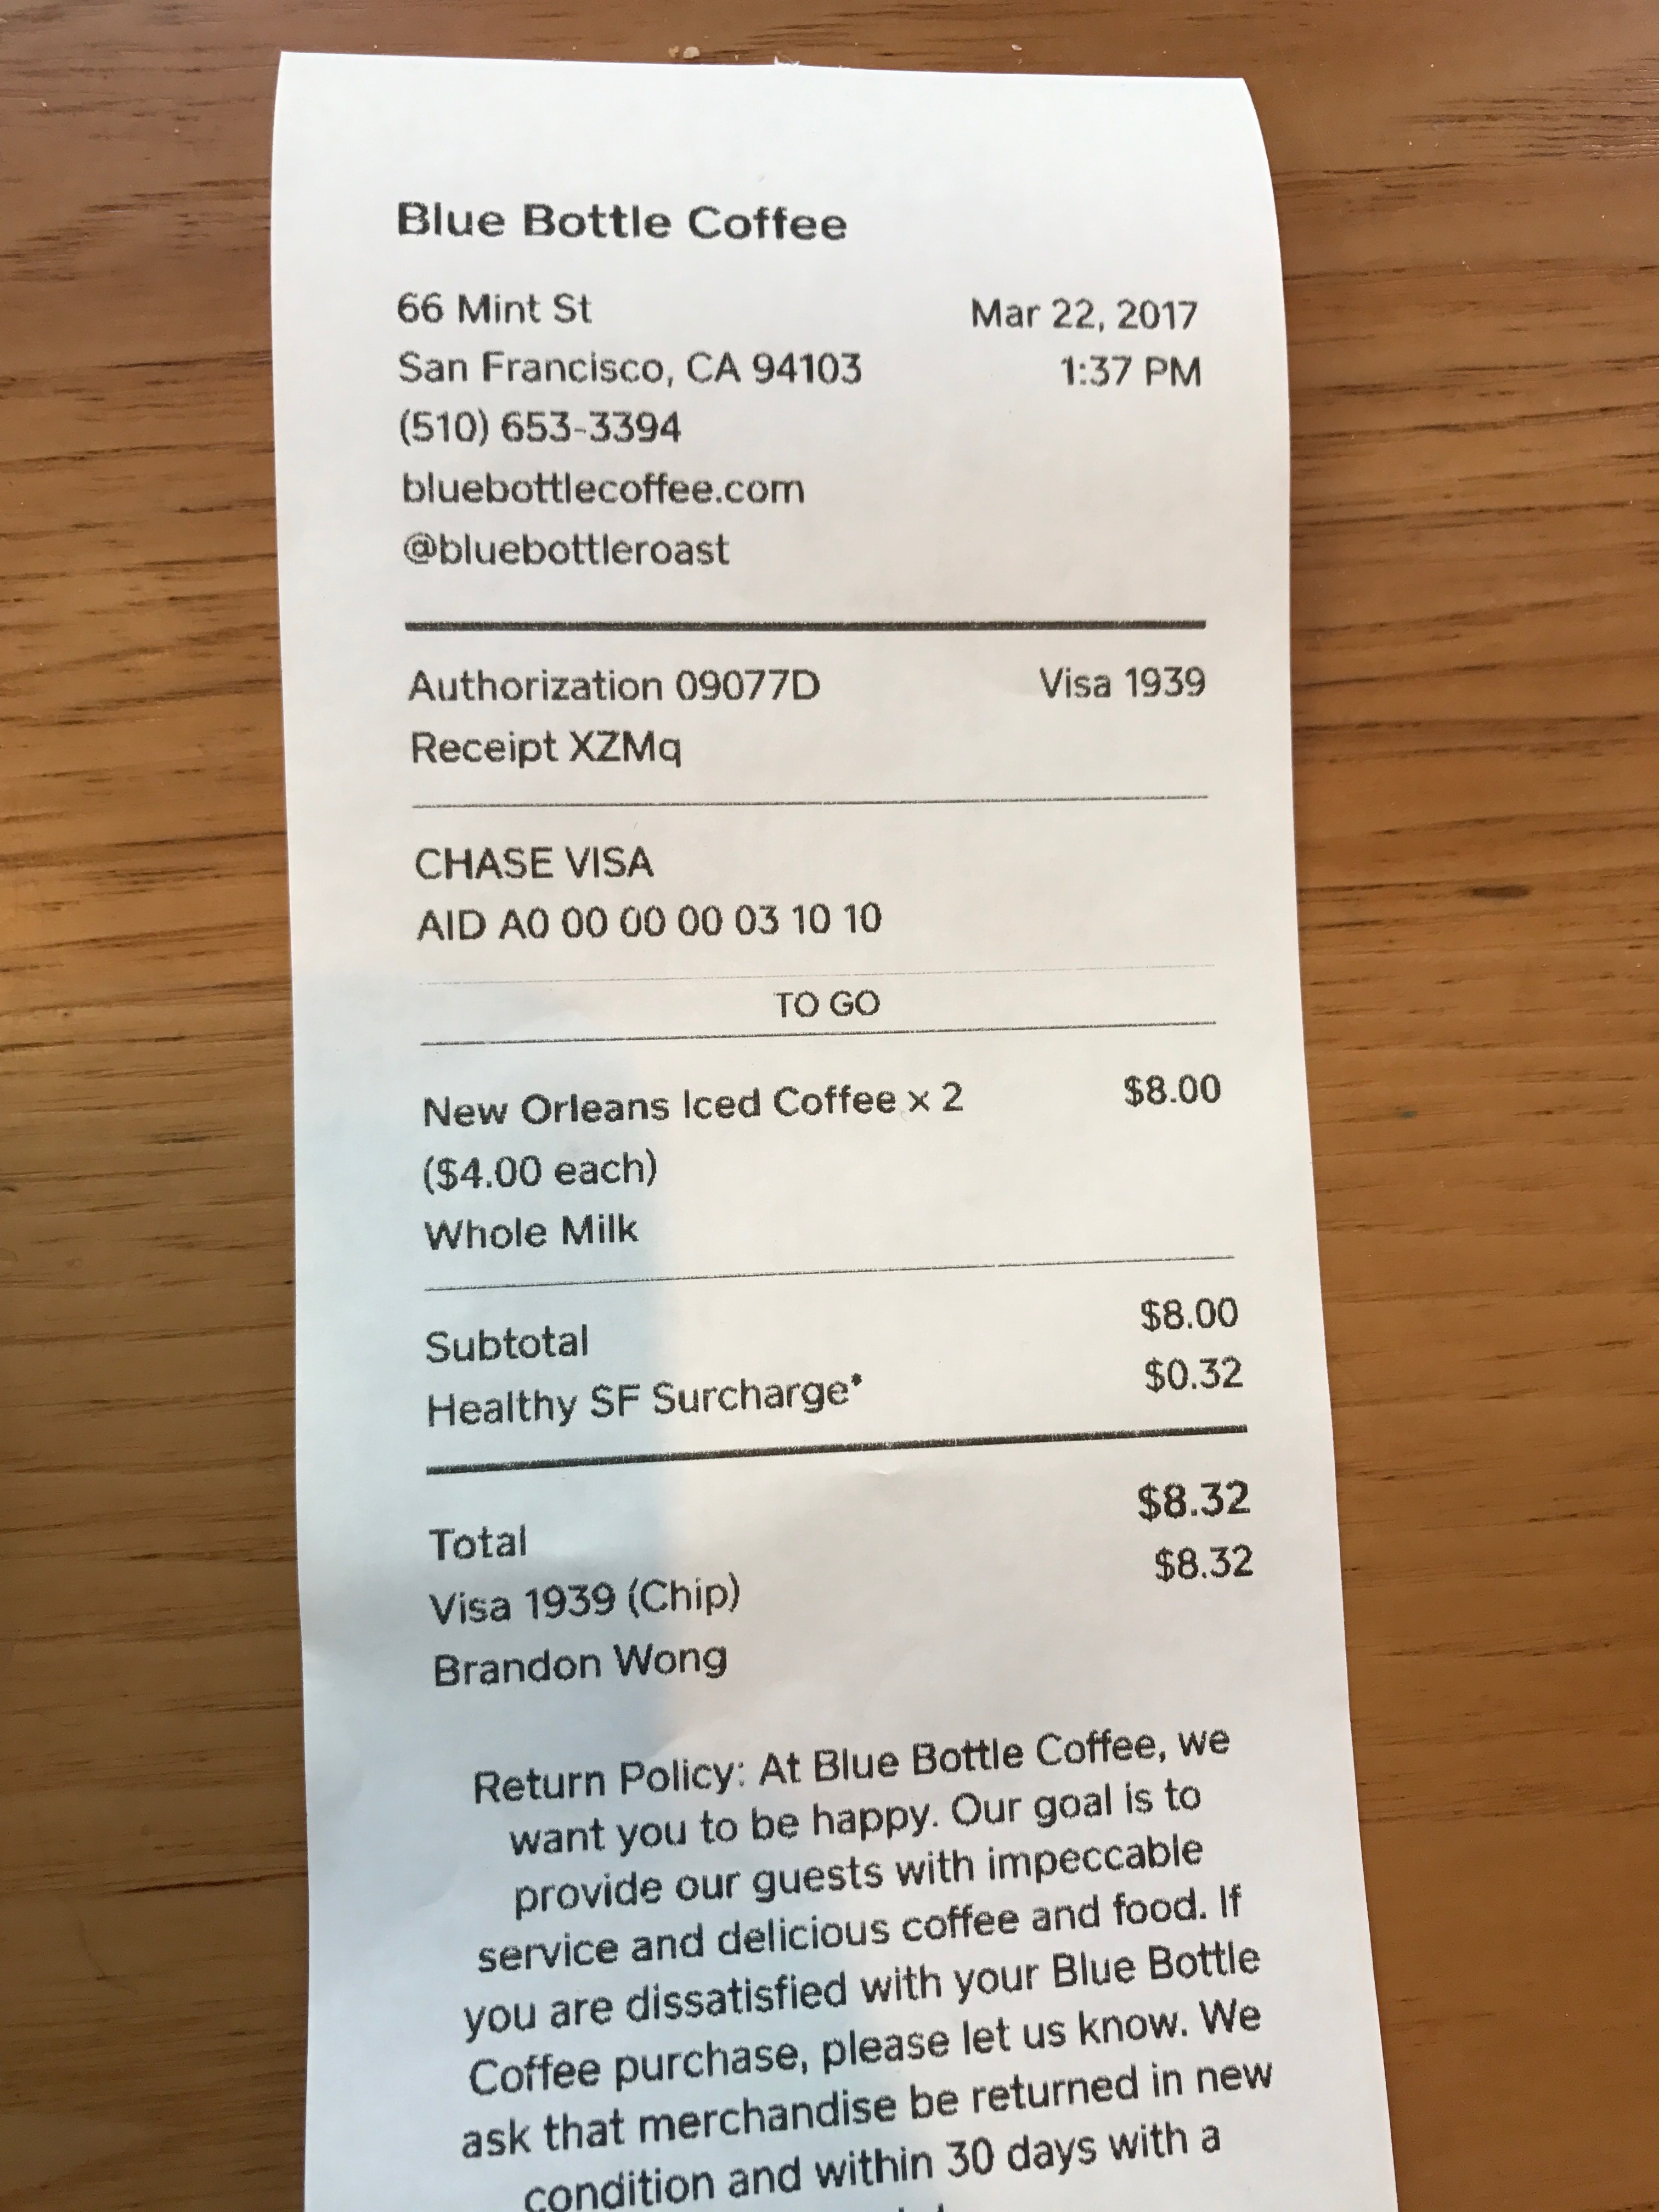 Blue Bottle Coffee
66 Mint St Mar 22, 2017
San Francisco, CA 94103 1:37 PM
(510) 653-3394
bluebottlecoffee.com
@bluebottleroast
Authorization 09077D Visa 1939
Receipt XZMq
CHASE VISA
AID A0 00 00 00 03 10 10
TO GO
New Orleans Iced Coffee x 2 $8.00
($4.00 each)
Whole Milk
Subtotal $8.00
Healthy SF Surcharge* $0.32
Total $8.32
Visa 1939 (Chip) $8.32
Brandon Wong
Return Policy: At Blue Bottle Coffee, we
want you to be happy. Our goal is to
provide our guests with impeccable
service and delicious coffee and food. If
you are dissatisfied with your Blue Bottle
Coffee purchase, please let us know. We
ask that merchandise be returned in new
condition and within 30 days with a